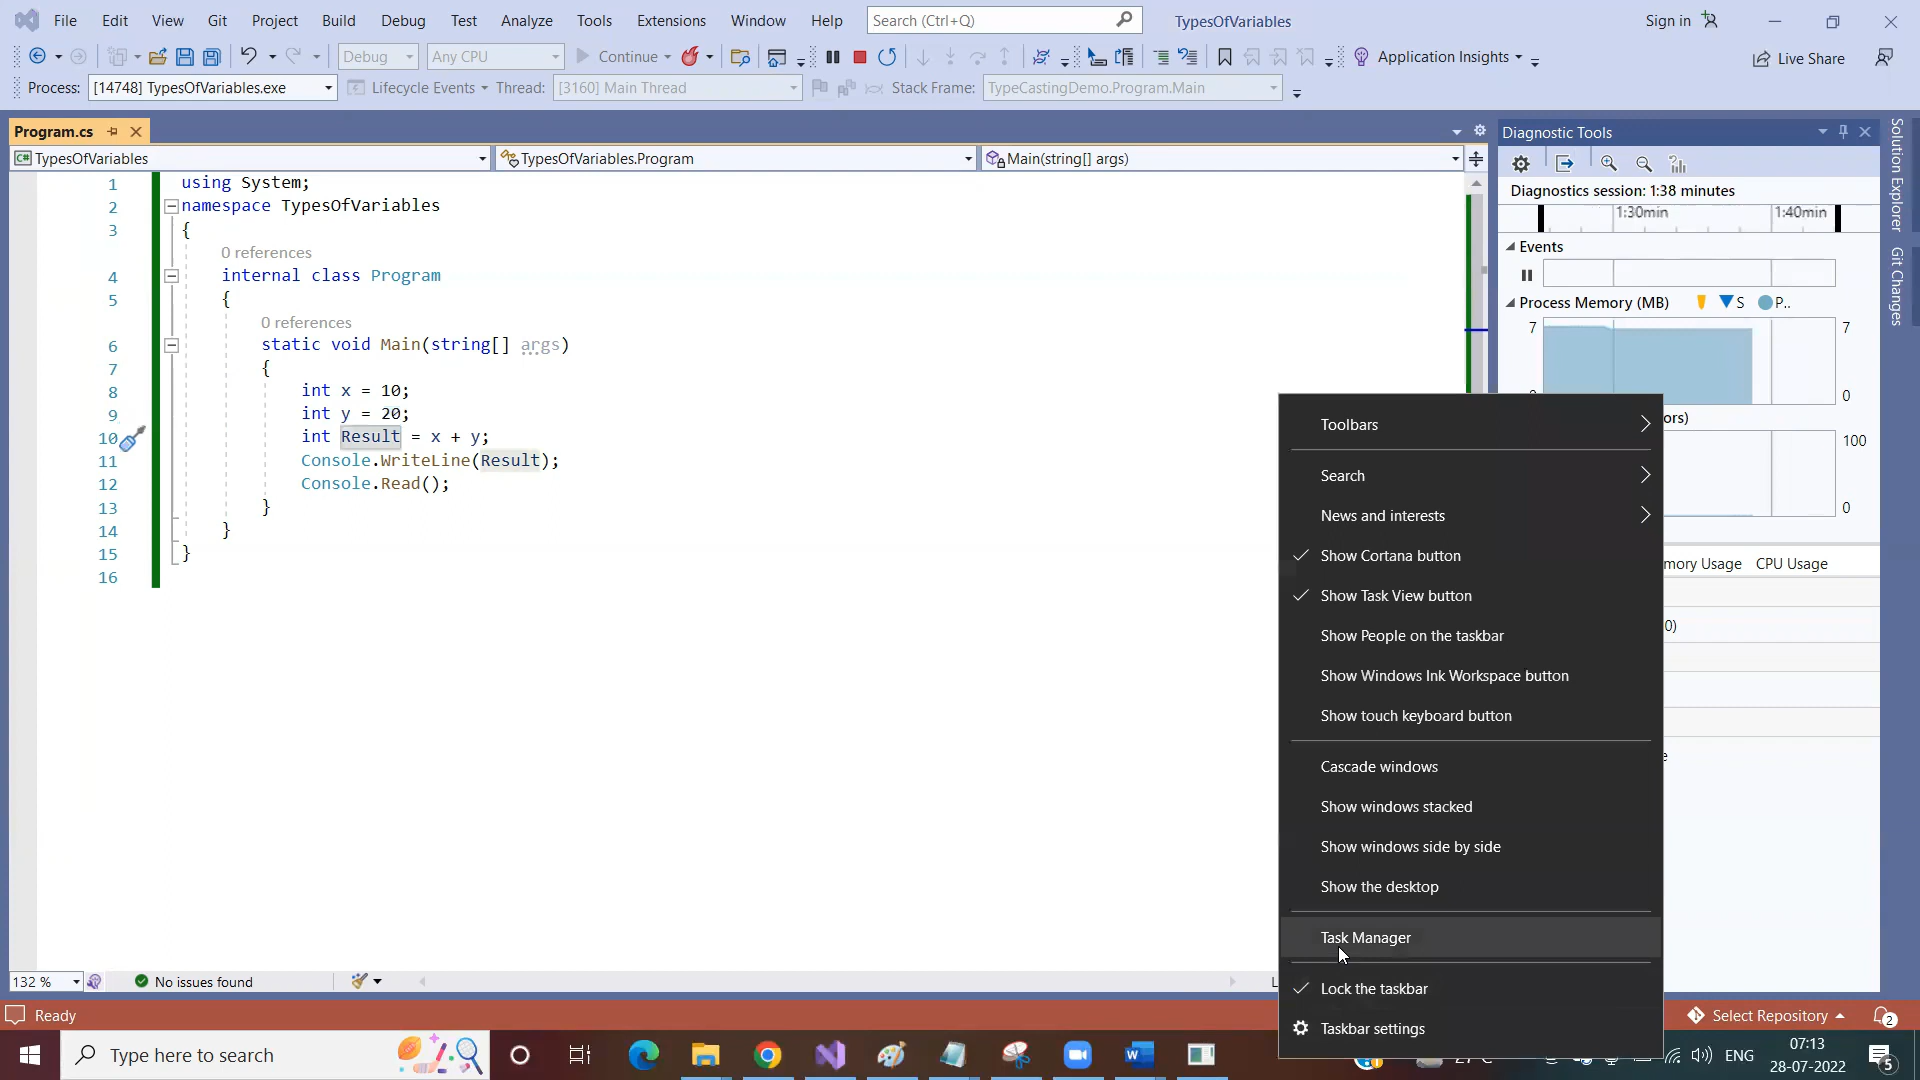 File Edit View Git Project Build Debug Test Analyze Tools Extensions Window Help Search (Ctrl+Q) TypesOfVariables Sign in
Debug Any CPU Continue Application Insights Live Share
Process: [14748] TypesOfVariables.exe Lifecycle Events Thread: [3160] Main Thread Stack Frame: TypeCastingDemo.Program.Main
Program.cs
TypesOfVariables TypesOfVariables.Program Main(string[] args)
1 using System;
2 namespace TypesOfVariables
3 {
0 references
4 internal class Program
5 {
0 references
6 static void Main(string[] args)
7 {
8 int x = 10;
9 int y = 20;
10 int Result = x + y;
11 Console.WriteLine(Result);
12 Console.Read();
13 }
14 }
15 }
16
132 % No issues found
Ready
Diagnostic Tools
Diagnostics session: 1:38 minutes
1:30min 1:40min
Events
Process Memory (MB) S P..
7 7
0
ors)
100
0
mory Usage CPU Usage
0)
e
Solution Explorer
Git Changes
Toolbars
Search
News and interests
Show Cortana button
Show Task View button
Show People on the taskbar
Show Windows Ink Workspace button
Show touch keyboard button
Cascade windows
Show windows stacked
Show windows side by side
Show the desktop
Task Manager
Lock the taskbar
Taskbar settings
Select Repository 2
Type here to search
ENG
07:13
28-07-2022
5